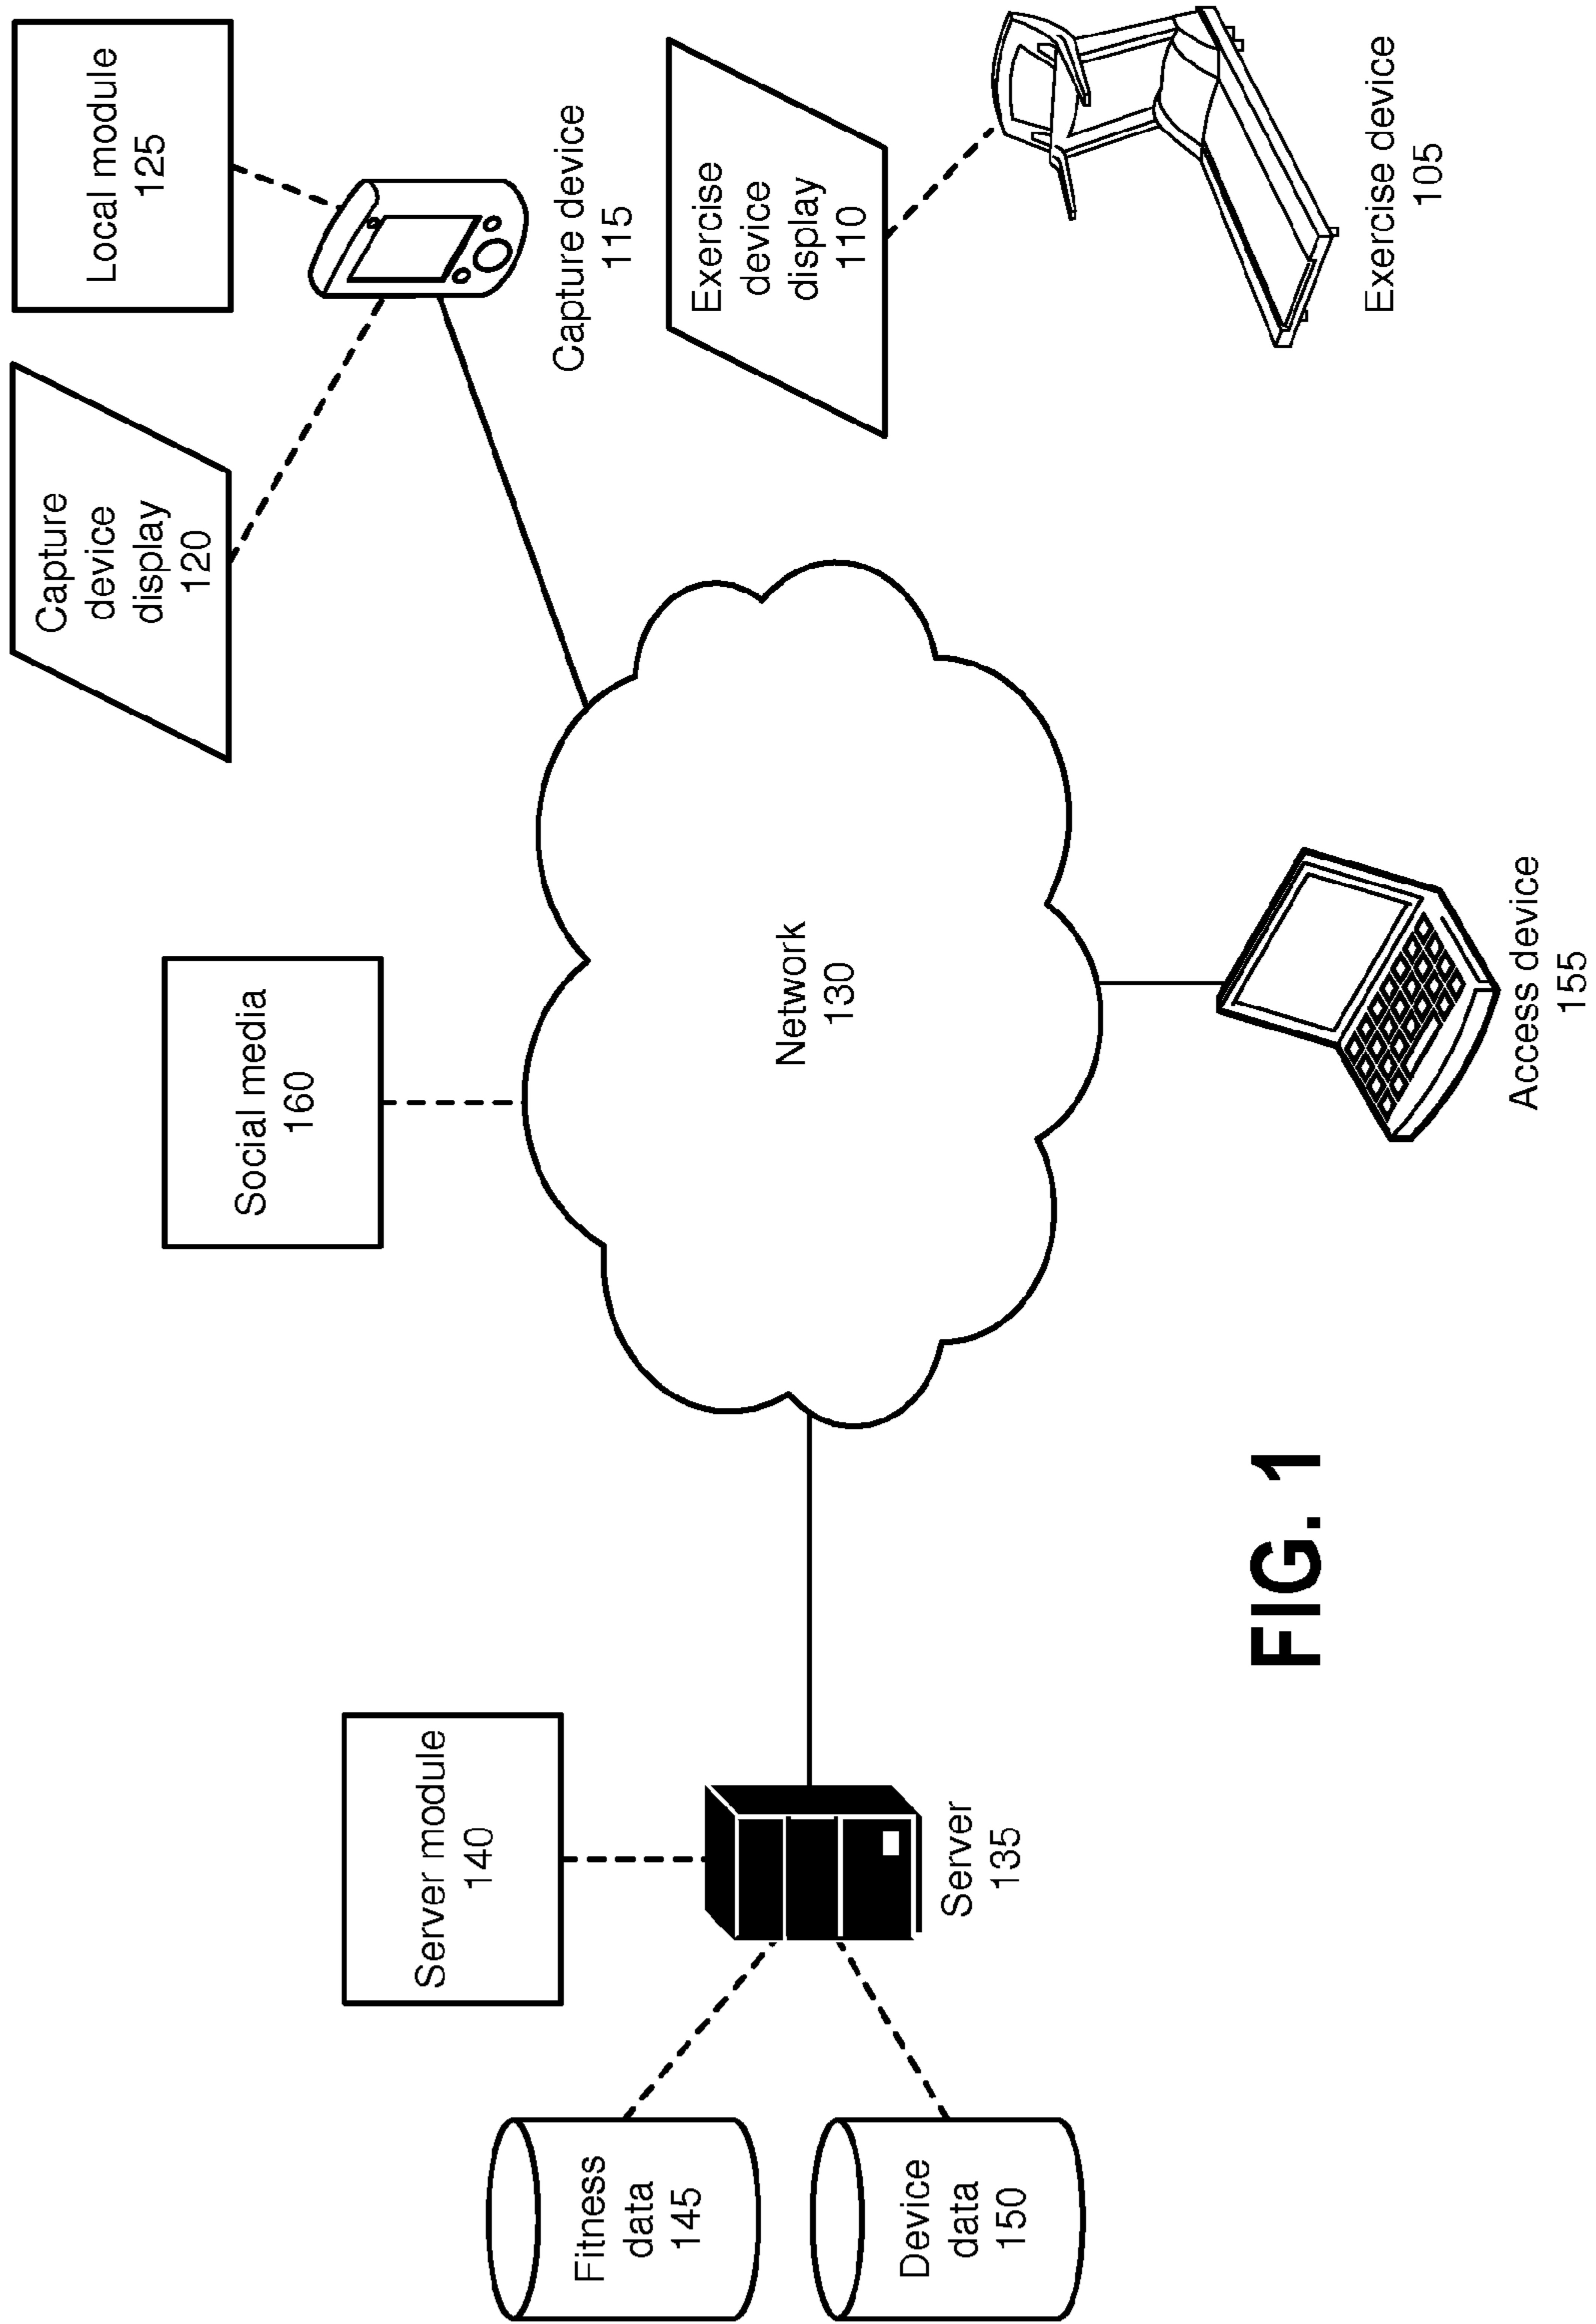 Fitness
data
145
Device
data
150
Server module
140
Server
135
Social media
160
Network
130
Access device
155
Capture
device
display
120
Local module
125
Capture device
115
Exercise
device
display
110
Exercise device
105
FIG. 1